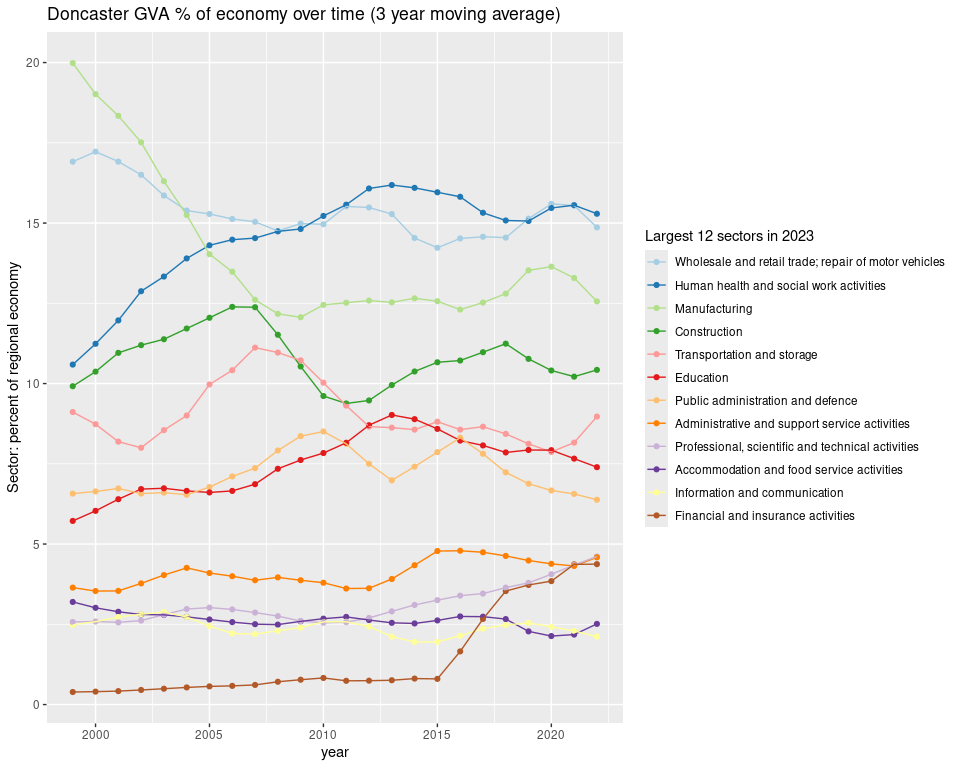 Doncaster GVA % of economy over time (3 year moving average)
20
15
10
5
0
Sector: percent of regional economy
2000
2005
2010
2015
2020
year
Largest 12 sectors in 2023
Wholesale and retail trade; repair of motor vehicles
Human health and social work activities
Manufacturing
Construction
Transportation and storage
Education
Public administration and defence
Administrative and support service activities
Professional, scientific and technical activities
Accommodation and food service activities
Information and communication
Financial and insurance activities